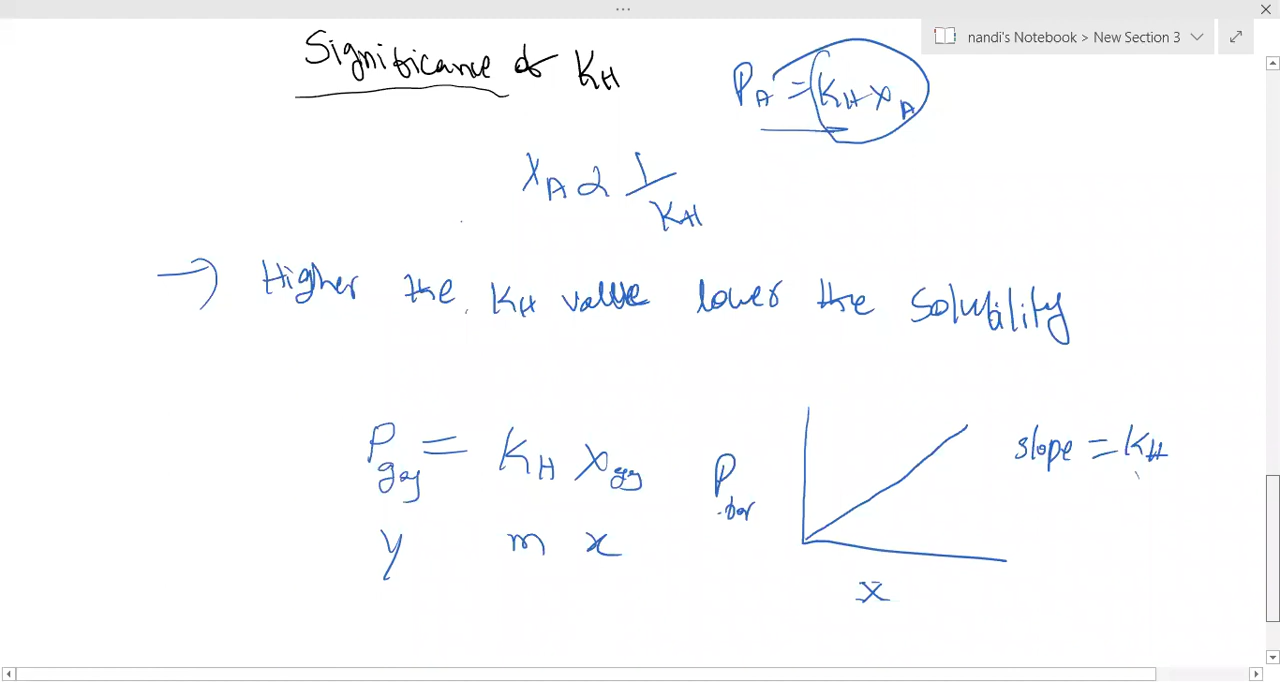 nandi's Notebook > New Section 3
Significance of KH
PA = KH XA
XA ∝ 1/KH
→ Higher the KH value lower the solubility
Pgas = KH Xgas
y m x
P bar
slope = KH
X